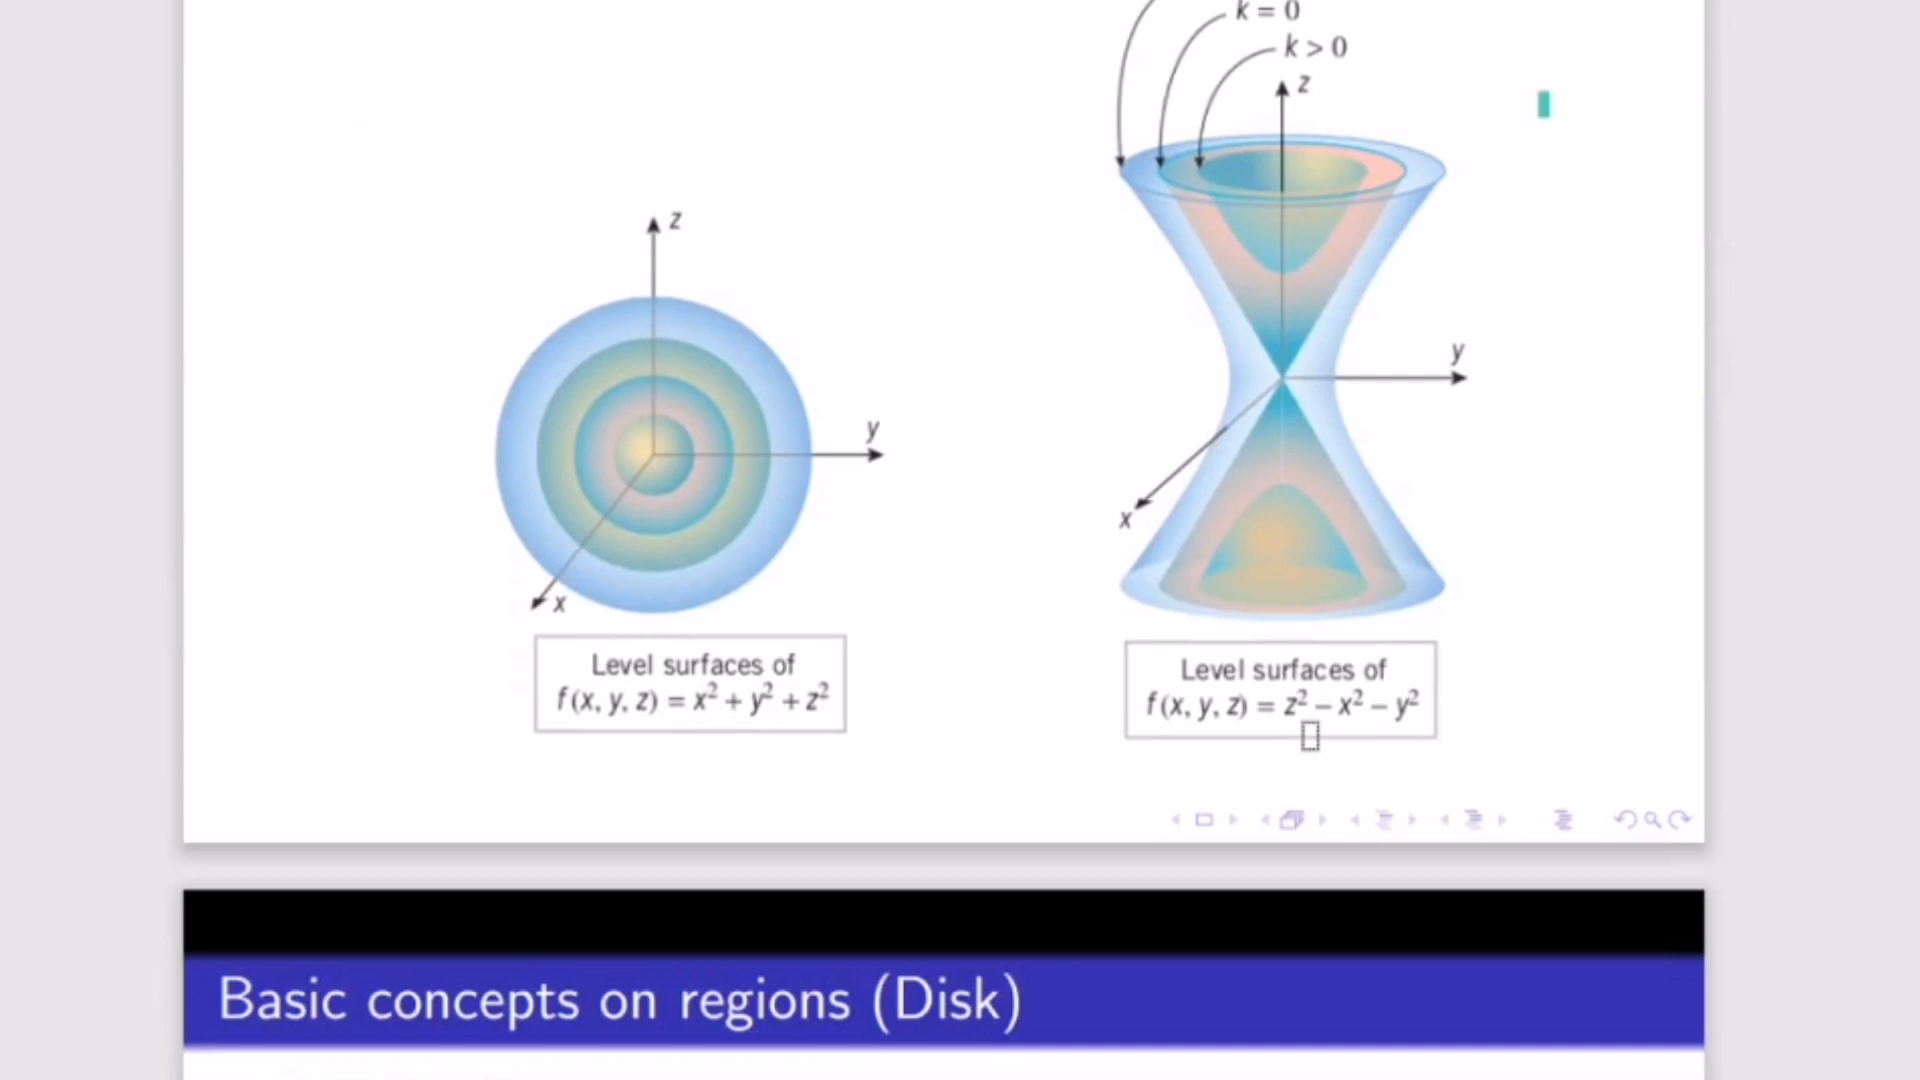 k = 0
k > 0
z
z
y
y
x
x
Level surfaces of
f (x, y, z) = x² + y² + z²
Level surfaces of
f (x, y, z) = z² – x² – y²
Basic concepts on regions (Disk)